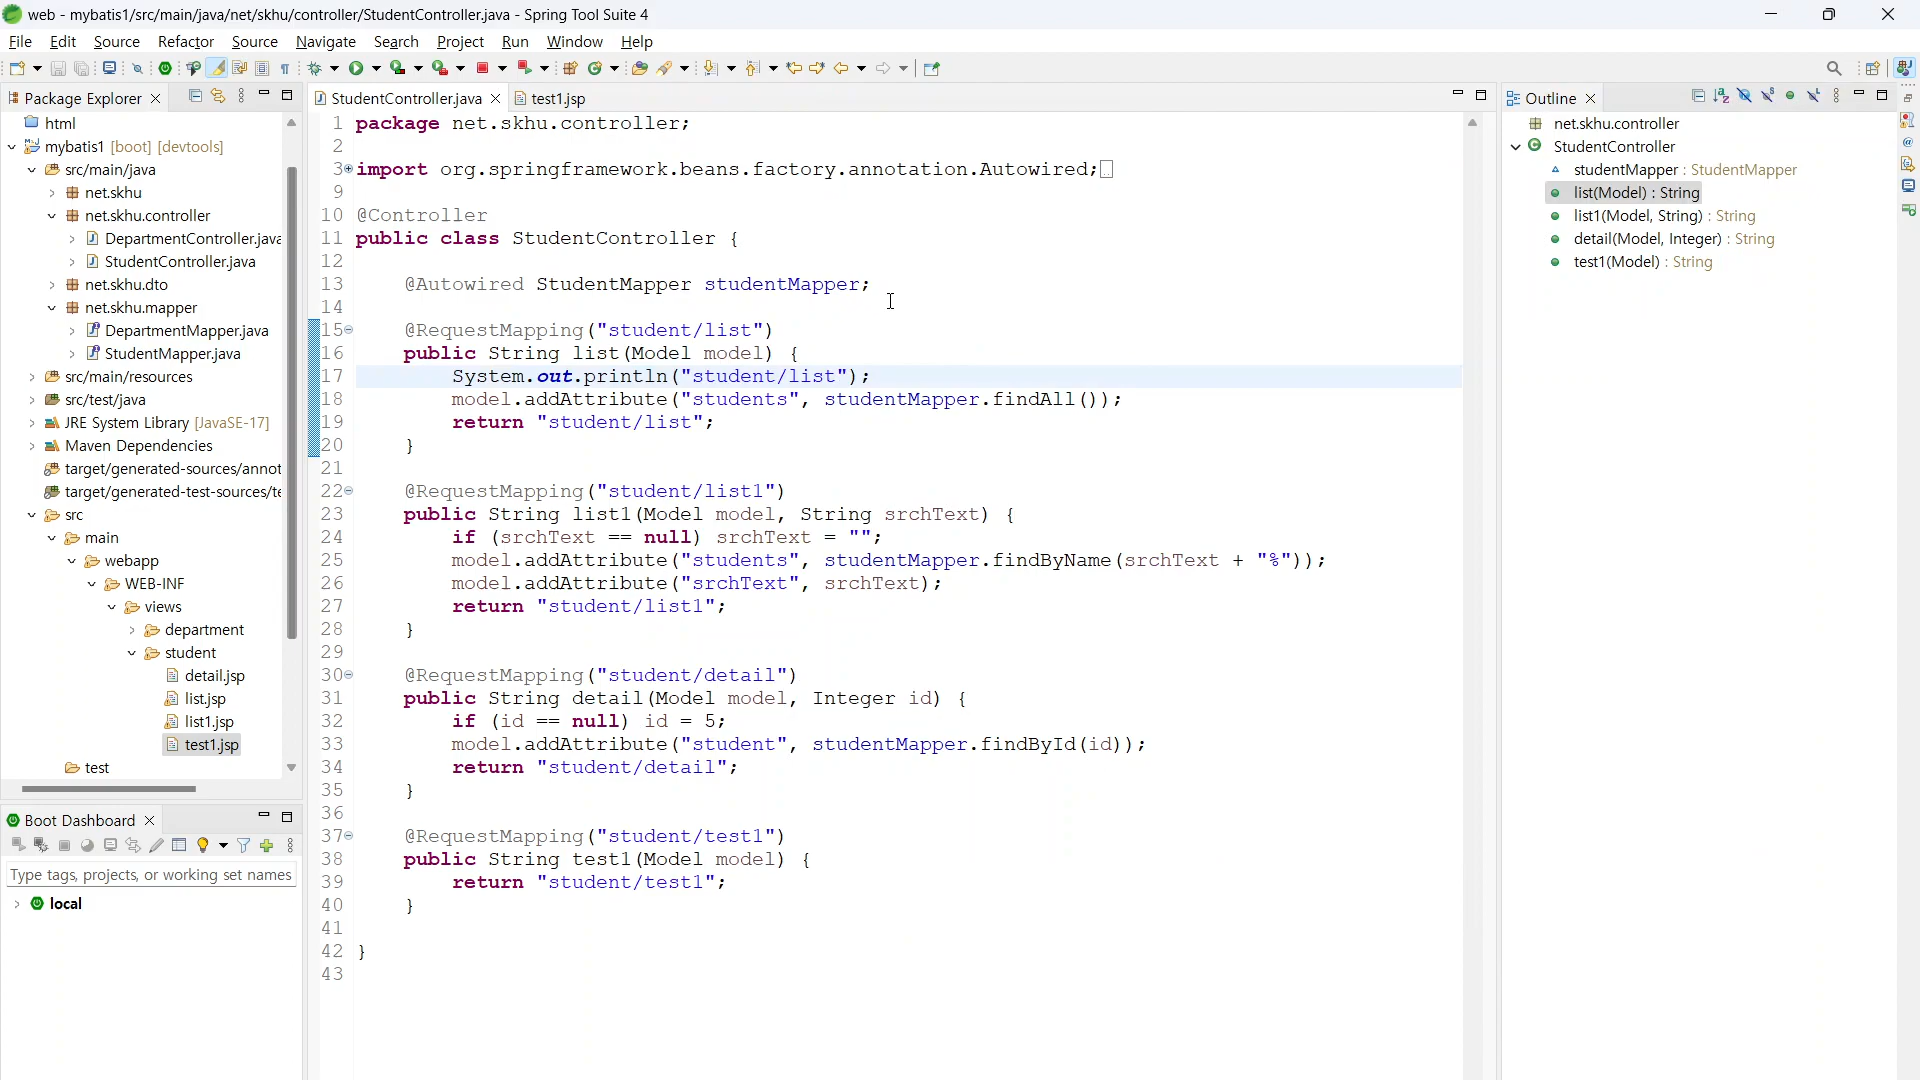 web - mybatis1/src/main/java/net/skhu/controller/StudentController.java - Spring Tool Suite 4
File Edit Source Refactor Source Navigate Search Project Run Window Help
Package Explorer
html
mybatis1 [boot] [devtools]
src/main/java
net.skhu
net.skhu.controller
DepartmentController.java
StudentController.java
net.skhu.dto
net.skhu.mapper
DepartmentMapper.java
StudentMapper.java
src/main/resources
src/test/java
JRE System Library [JavaSE-17]
Maven Dependencies
target/generated-sources/annot
target/generated-test-sources/te
src
main
webapp
WEB-INF
views
department
student
detail.jsp
list.jsp
list1.jsp
test1.jsp
test
Boot Dashboard
Type tags, projects, or working set names
local
StudentController.java test1.jsp
1 package net.skhu.controller;
2
3 import org.springframework.beans.factory.annotation.Autowired;
9
10 @Controller
11 public class StudentController {
12
13 @Autowired StudentMapper studentMapper;
14
15 @RequestMapping("student/list")
16 public String list(Model model) {
17 System.out.println("student/list");
18 model.addAttribute("students", studentMapper.findAll());
19 return "student/list";
20 }
21
22 @RequestMapping("student/list1")
23 public String list1(Model model, String srchText) {
24 if (srchText == null) srchText = "";
25 model.addAttribute("students", studentMapper.findByName(srchText + "%"));
26 model.addAttribute("srchText", srchText);
27 return "student/list1";
28 }
29
30 @RequestMapping("student/detail")
31 public String detail(Model model, Integer id) {
32 if (id == null) id = 5;
33 model.addAttribute("student", studentMapper.findById(id));
34 return "student/detail";
35 }
36
37 @RequestMapping("student/test1")
38 public String test1(Model model) {
39 return "student/test1";
40 }
41
42 }
43
Outline
net.skhu.controller
StudentController
studentMapper : StudentMapper
list(Model) : String
list1(Model, String) : String
detail(Model, Integer) : String
test1(Model) : String